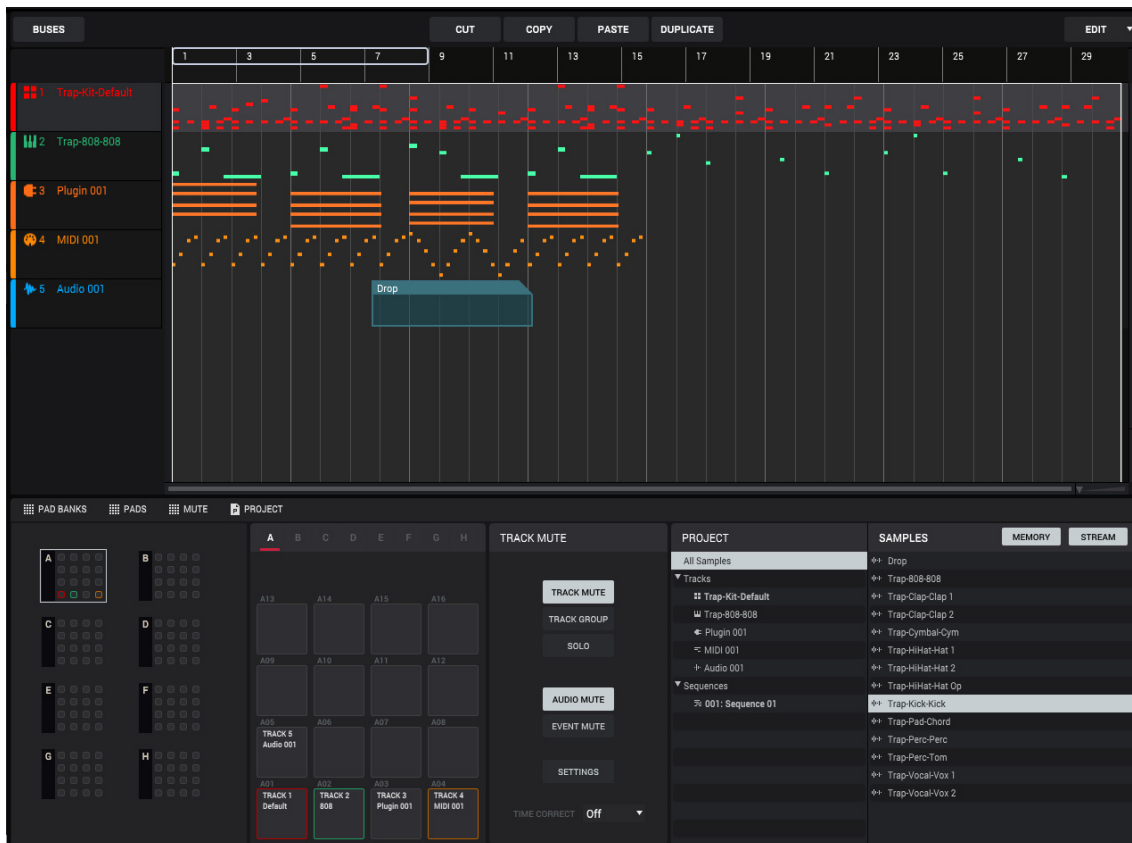 BUSES CUT COPY PASTE DUPLICATE EDIT
1 3 5 7 9 11 13 15 17 19 21 23 25 27 29
1 Trap-Kit-Default
2 Trap-808-808
3 Plugin 001
4 MIDI 001
5 Audio 001
Drop
PAD BANKS PADS MUTE PROJECT
A
B
C
D
E
F
G
H
A B C D E F G H
A13 A14 A15 A16
A09 A10 A11 A12
A05 A06 A07 A08
TRACK 5
Audio 001
A01 A02 A03 A04
TRACK 1 TRACK 2 TRACK 3 TRACK 4
Default 808 Plugin 001 MIDI 001
TRACK MUTE
TRACK MUTE
TRACK GROUP
SOLO
AUDIO MUTE
EVENT MUTE
SETTINGS
TIME CORRECT Off
PROJECT
All Samples
Tracks
Trap-Kit-Default
Trap-808-808
Plugin 001
MIDI 001
Audio 001
Sequences
001: Sequence 01
SAMPLES MEMORY STREAM
Drop
Trap-808-808
Trap-Clap-Clap 1
Trap-Clap-Clap 2
Trap-Cymbal-Cym
Trap-HiHat-Hat 1
Trap-HiHat-Hat 2
Trap-HiHat-Hat Op
Trap-Kick-Kick
Trap-Pad-Chord
Trap-Perc-Perc
Trap-Perc-Tom
Trap-Vocal-Vox 1
Trap-Vocal-Vox 2